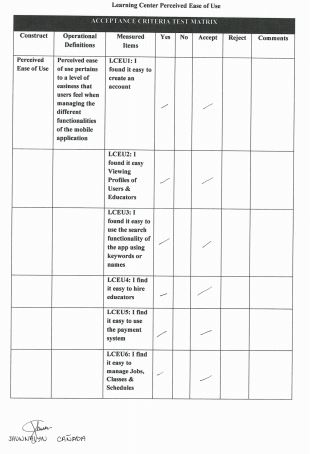 Learning Center Perceived Ease of Use
ACCEPTANCE CRITERIA TEST MATRIX
Construct Operational Definitions Measured Items Yes No Accept Reject Comments
Perceived Ease of Use
Perceived ease
of use pertains
to a level of
easiness that
users feel when
managing the
different
functionalities
of the mobile
application
LCEU1: I
found it easy to
create an
account
LCEU2: I
found it easy
Viewing
Profiles of
Users &
Educators
LCEU3: I
found it easy to
use the search
functionality of
the app using
keywords or
names
LCEU4: I find
it easy to hire
educators
LCEU5: I find
it easy to use
the payment
system
LCEU6: I find
it easy to
manage Jobs,
Classes &
Schedules
CAÑADA